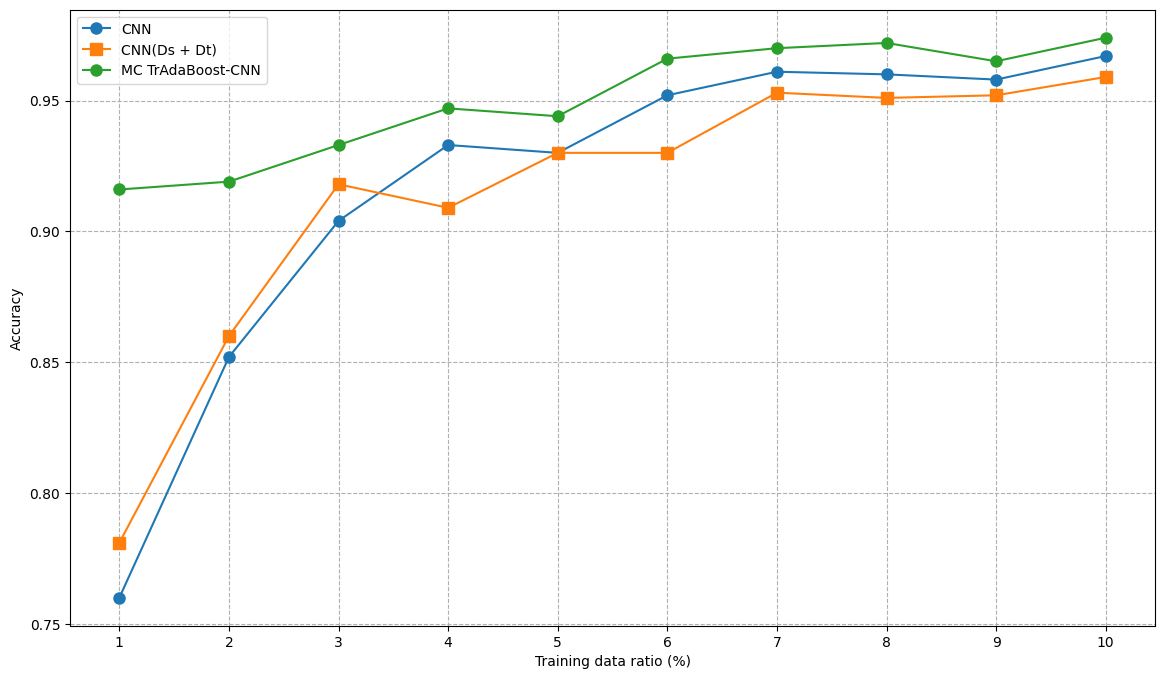 CNN
CNN(Ds + Dt)
MC TrAdaBoost-CNN
Accuracy
0.95
0.90
0.85
0.80
0.75
1 2 3 4 5 6 7 8 9 10
Training data ratio (%)